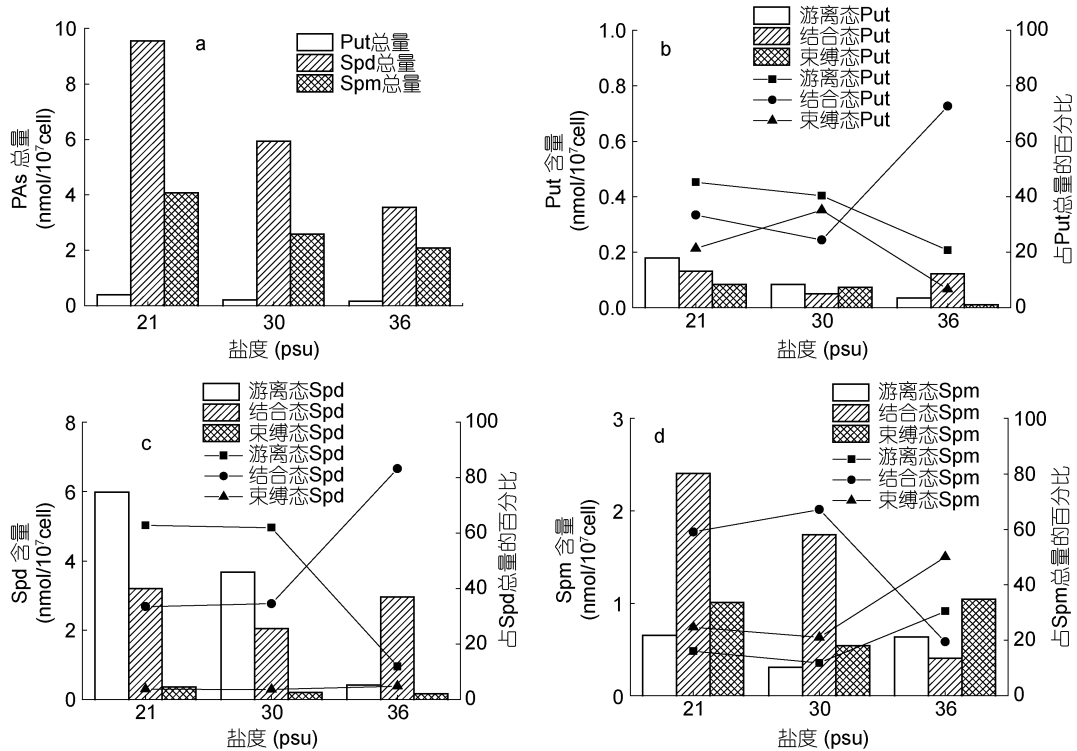 a
Put总量
Spd总量
Spm总量
PAs 总量
(nmol/10⁷cell)
10
8
6
4
2
0
21
30
36
盐度 (psu)
游离态Put
结合态Put
束缚态Put
游离态Put
结合态Put
束缚态Put
b
Put 含量
(nmol/10⁷cell)
1.0
0.8
0.6
0.4
0.2
0.0
100
80
60
40
20
0
占Put总量的百分比
21
30
36
盐度 (psu)
游离态Spd
结合态Spd
束缚态Spd
游离态Spd
结合态Spd
束缚态Spd
c
Spd 含量
(nmol/10⁷cell)
8
6
4
2
0
100
80
60
40
20
0
占Spd总量的百分比
21
30
36
盐度 (psu)
游离态Spm
结合态Spm
束缚态Spm
游离态Spm
结合态Spm
束缚态Spm
d
Spm 含量
(nmol/10⁷cell)
3
2
1
0
100
80
60
40
20
0
占Spm总量的百分比
21
30
36
盐度 (psu)